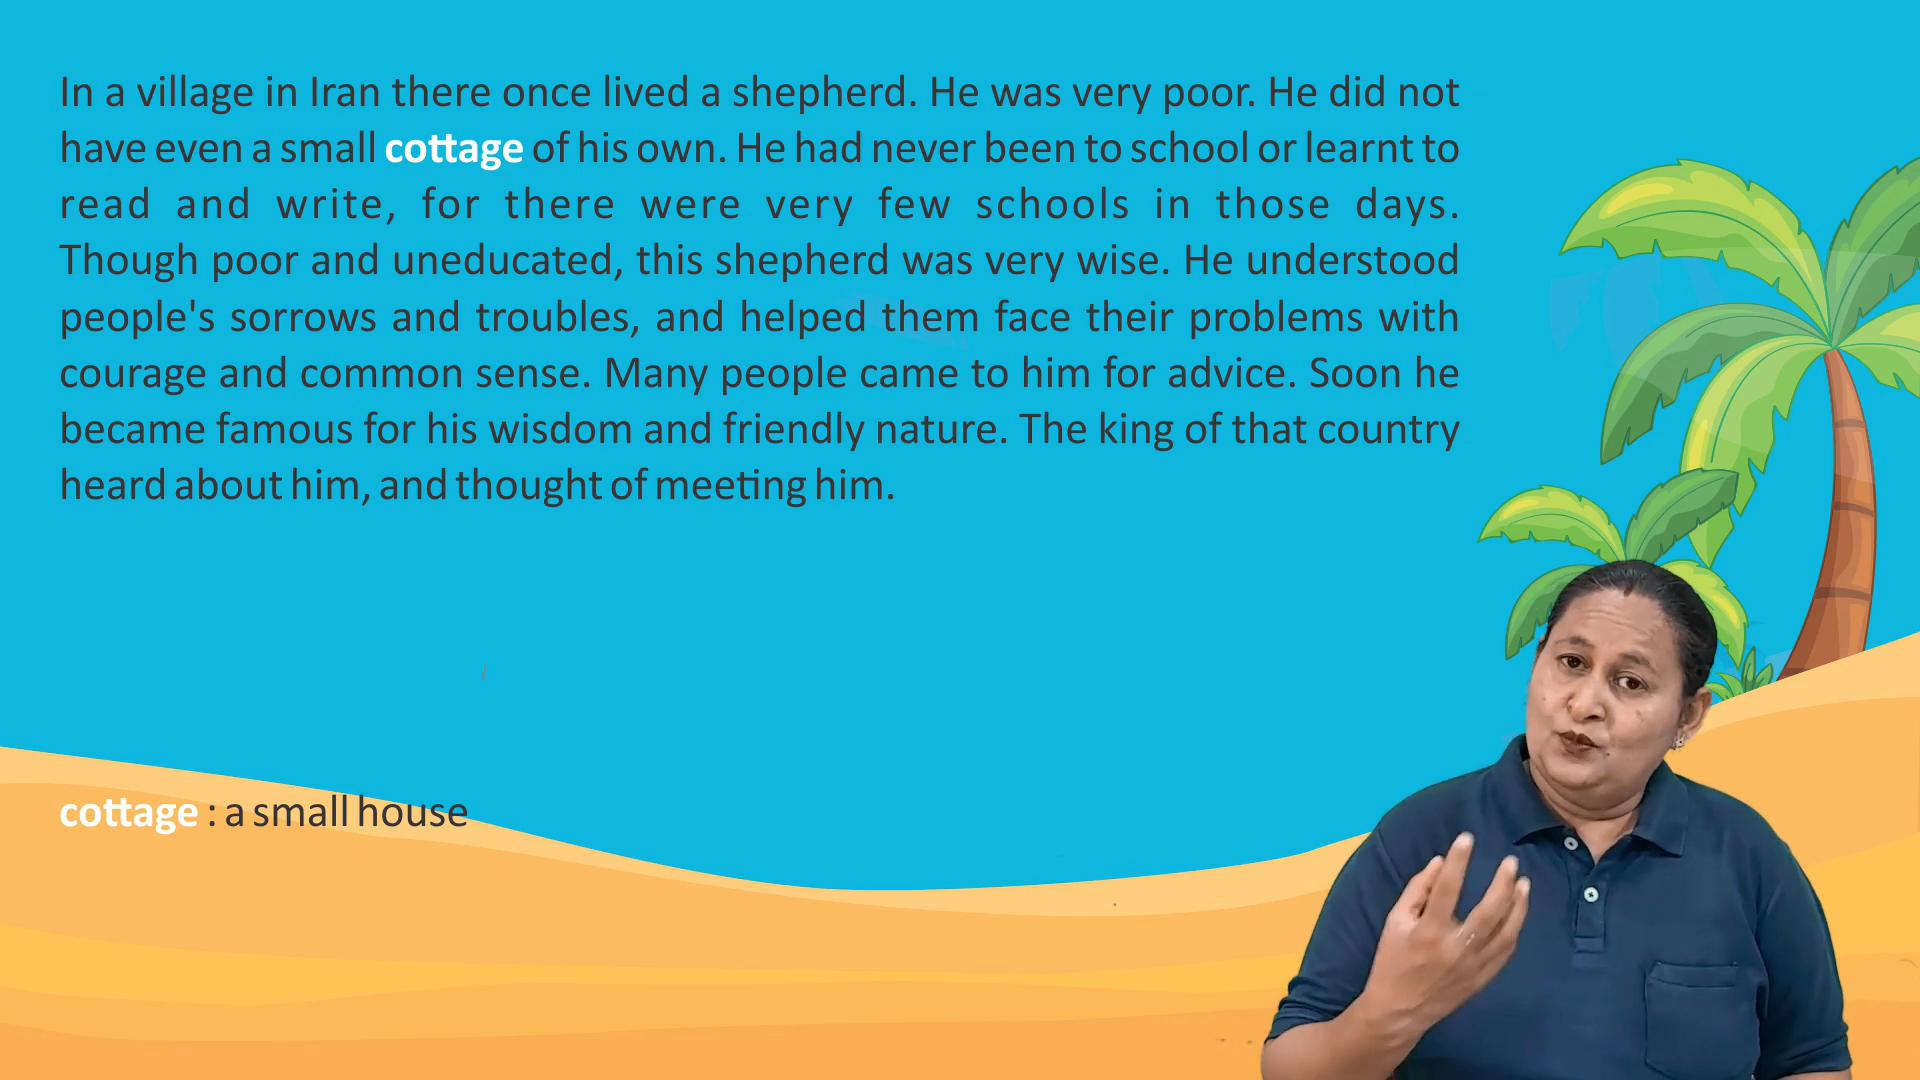 In a village in Iran there once lived a shepherd. He was very poor. He did not
have even a small cottage of his own. He had never been to school or learnt to
read and write, for there were very few schools in those days.
Though poor and uneducated, this shepherd was very wise. He understood
people's sorrows and troubles, and helped them face their problems with
courage and common sense. Many people came to him for advice. Soon he
became famous for his wisdom and friendly nature. The king of that country
heard about him, and thought of meeting him.
cottage : a small house